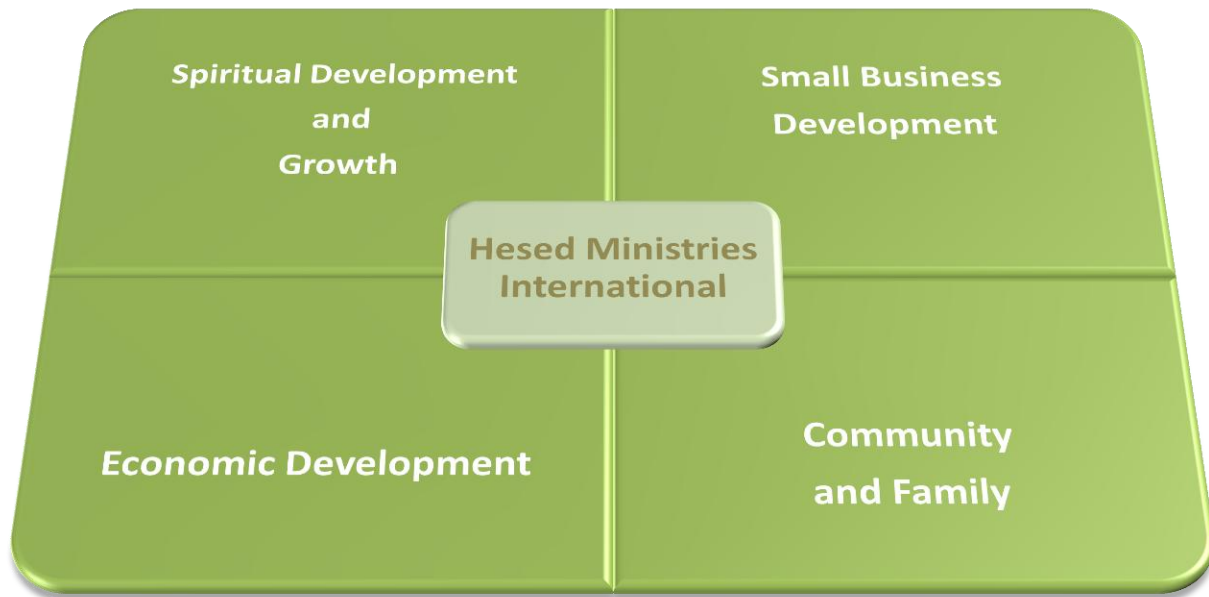 Spiritual Development
and
Growth
Small Business
Development
Hesed Ministries
International
Economic Development
Community
and Family